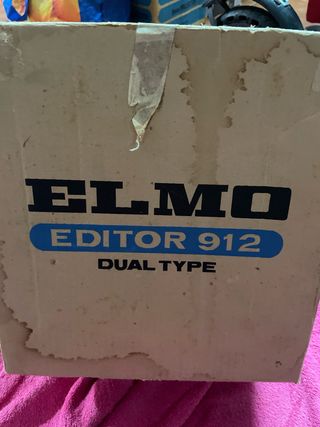 ELMO
EDITOR 912
DUAL TYPE